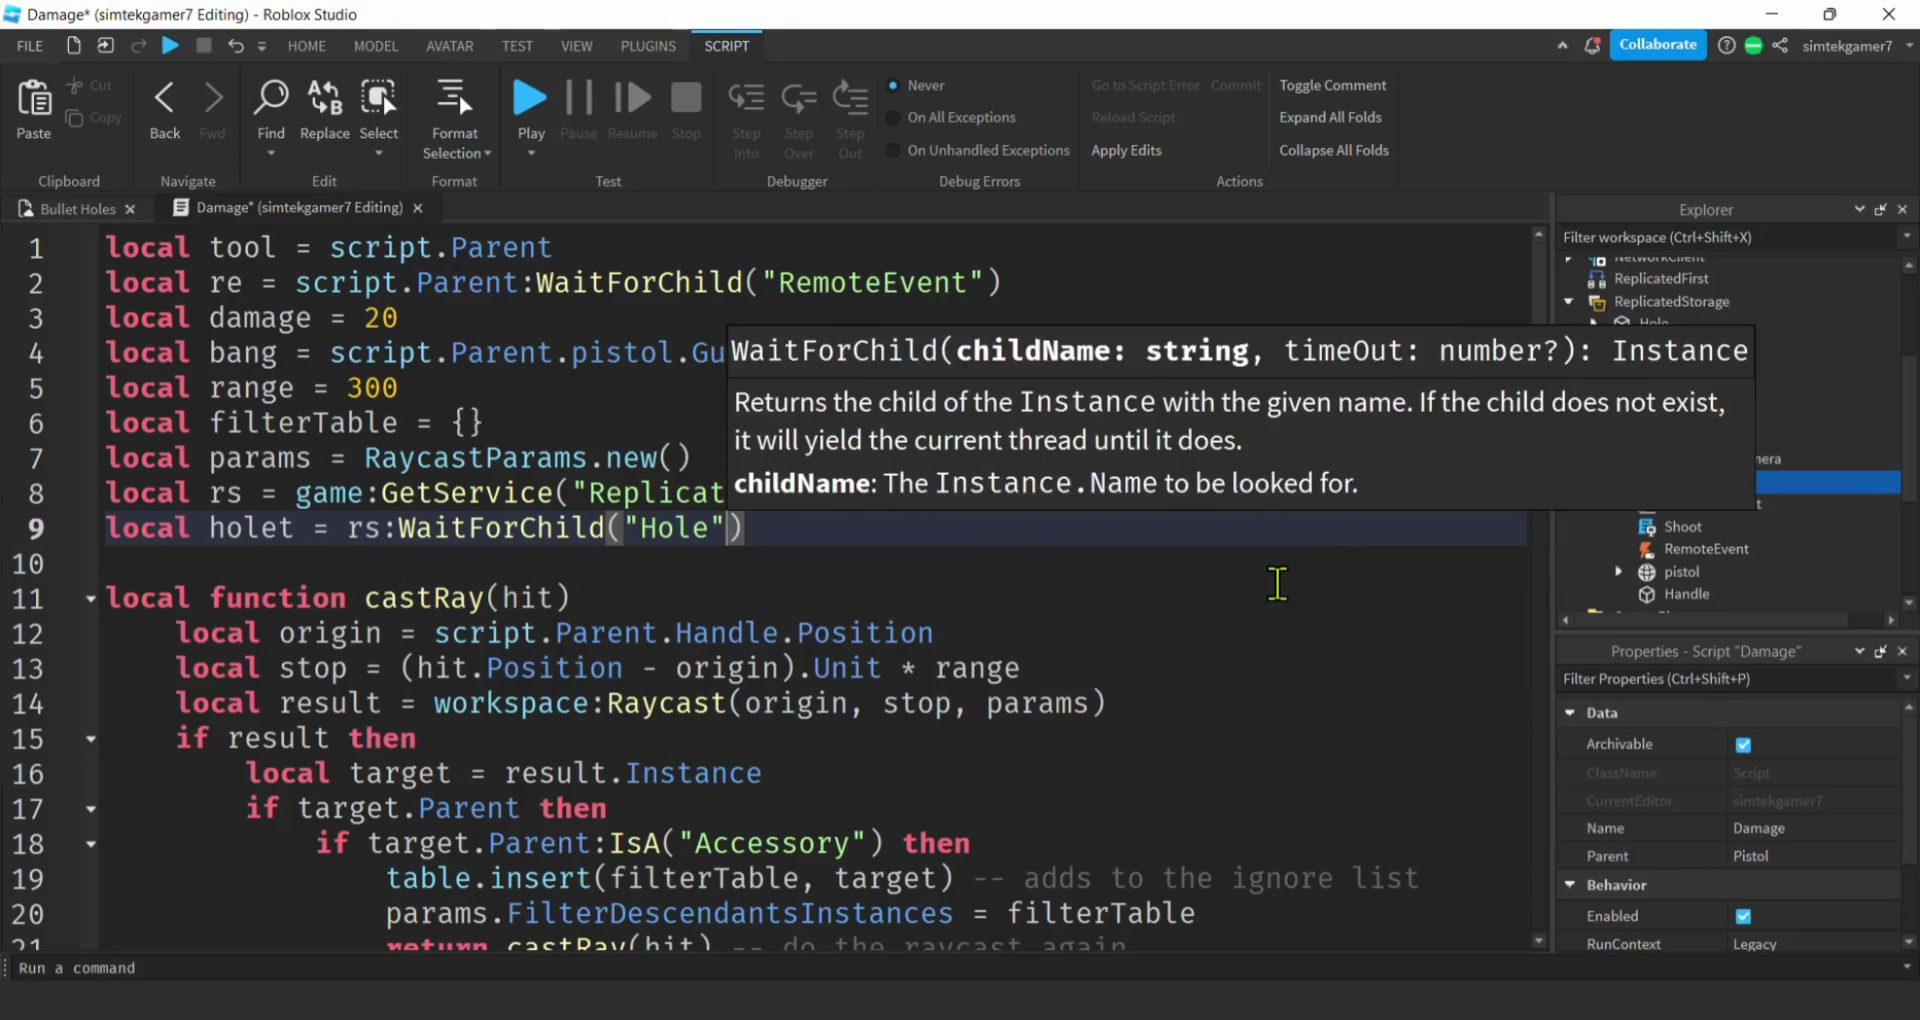 Damage* (simtekgamer7 Editing) - Roblox Studio
FILE HOME MODEL AVATAR TEST VIEW PLUGINS SCRIPT Collaborate simtekgamer7
Paste
Cut
Copy
Clipboard
Back
Fwd
Navigate
Find
Replace
Select
Edit
Format
Selection
Format
Play
Pause
Resume
Stop
Test
Step
Into
Step
Over
Step
Out
Debugger
Never
On All Exceptions
On Unhandled Exceptions
Debug Errors
Go to Script Error Commit
Reload Script
Apply Edits
Toggle Comment
Expand All Folds
Collapse All Folds
Actions
Bullet Holes
Damage* (simtekgamer7 Editing)
1 local tool = script.Parent
2 local re = script.Parent:WaitForChild("RemoteEvent")
3 local damage = 20
4 local bang = script.Parent.pistol.Gu
5 local range = 300
6 local filterTable = {}
7 local params = RaycastParams.new()
8 local rs = game:GetService("Replicat
9 local holet = rs:WaitForChild("Hole")
10
11 local function castRay(hit)
12 local origin = script.Parent.Handle.Position
13 local stop = (hit.Position - origin).Unit * range
14 local result = workspace:Raycast(origin, stop, params)
15 if result then
16 local target = result.Instance
17 if target.Parent then
18 if target.Parent:IsA("Accessory") then
19 table.insert(filterTable, target) -- adds to the ignore list
20 params.FilterDescendantsInstances = filterTable
21 return castRay(hit) -- do the raycast again
WaitForChild(childName: string, timeOut: number?): Instance
Returns the child of the Instance with the given name. If the child does not exist,
it will yield the current thread until it does.
childName: The Instance.Name to be looked for.
Explorer
Filter workspace (Ctrl+Shift+X)
NetworkClient
ReplicatedFirst
ReplicatedStorage
Hole
nera
t
Shoot
RemoteEvent
pistol
Handle
Properties - Script "Damage"
Filter Properties (Ctrl+Shift+P)
Data
Archivable
ClassName Script
CurrentEditor simtekgamer7
Name Damage
Parent Pistol
Behavior
Enabled
RunContext Legacy
Run a command